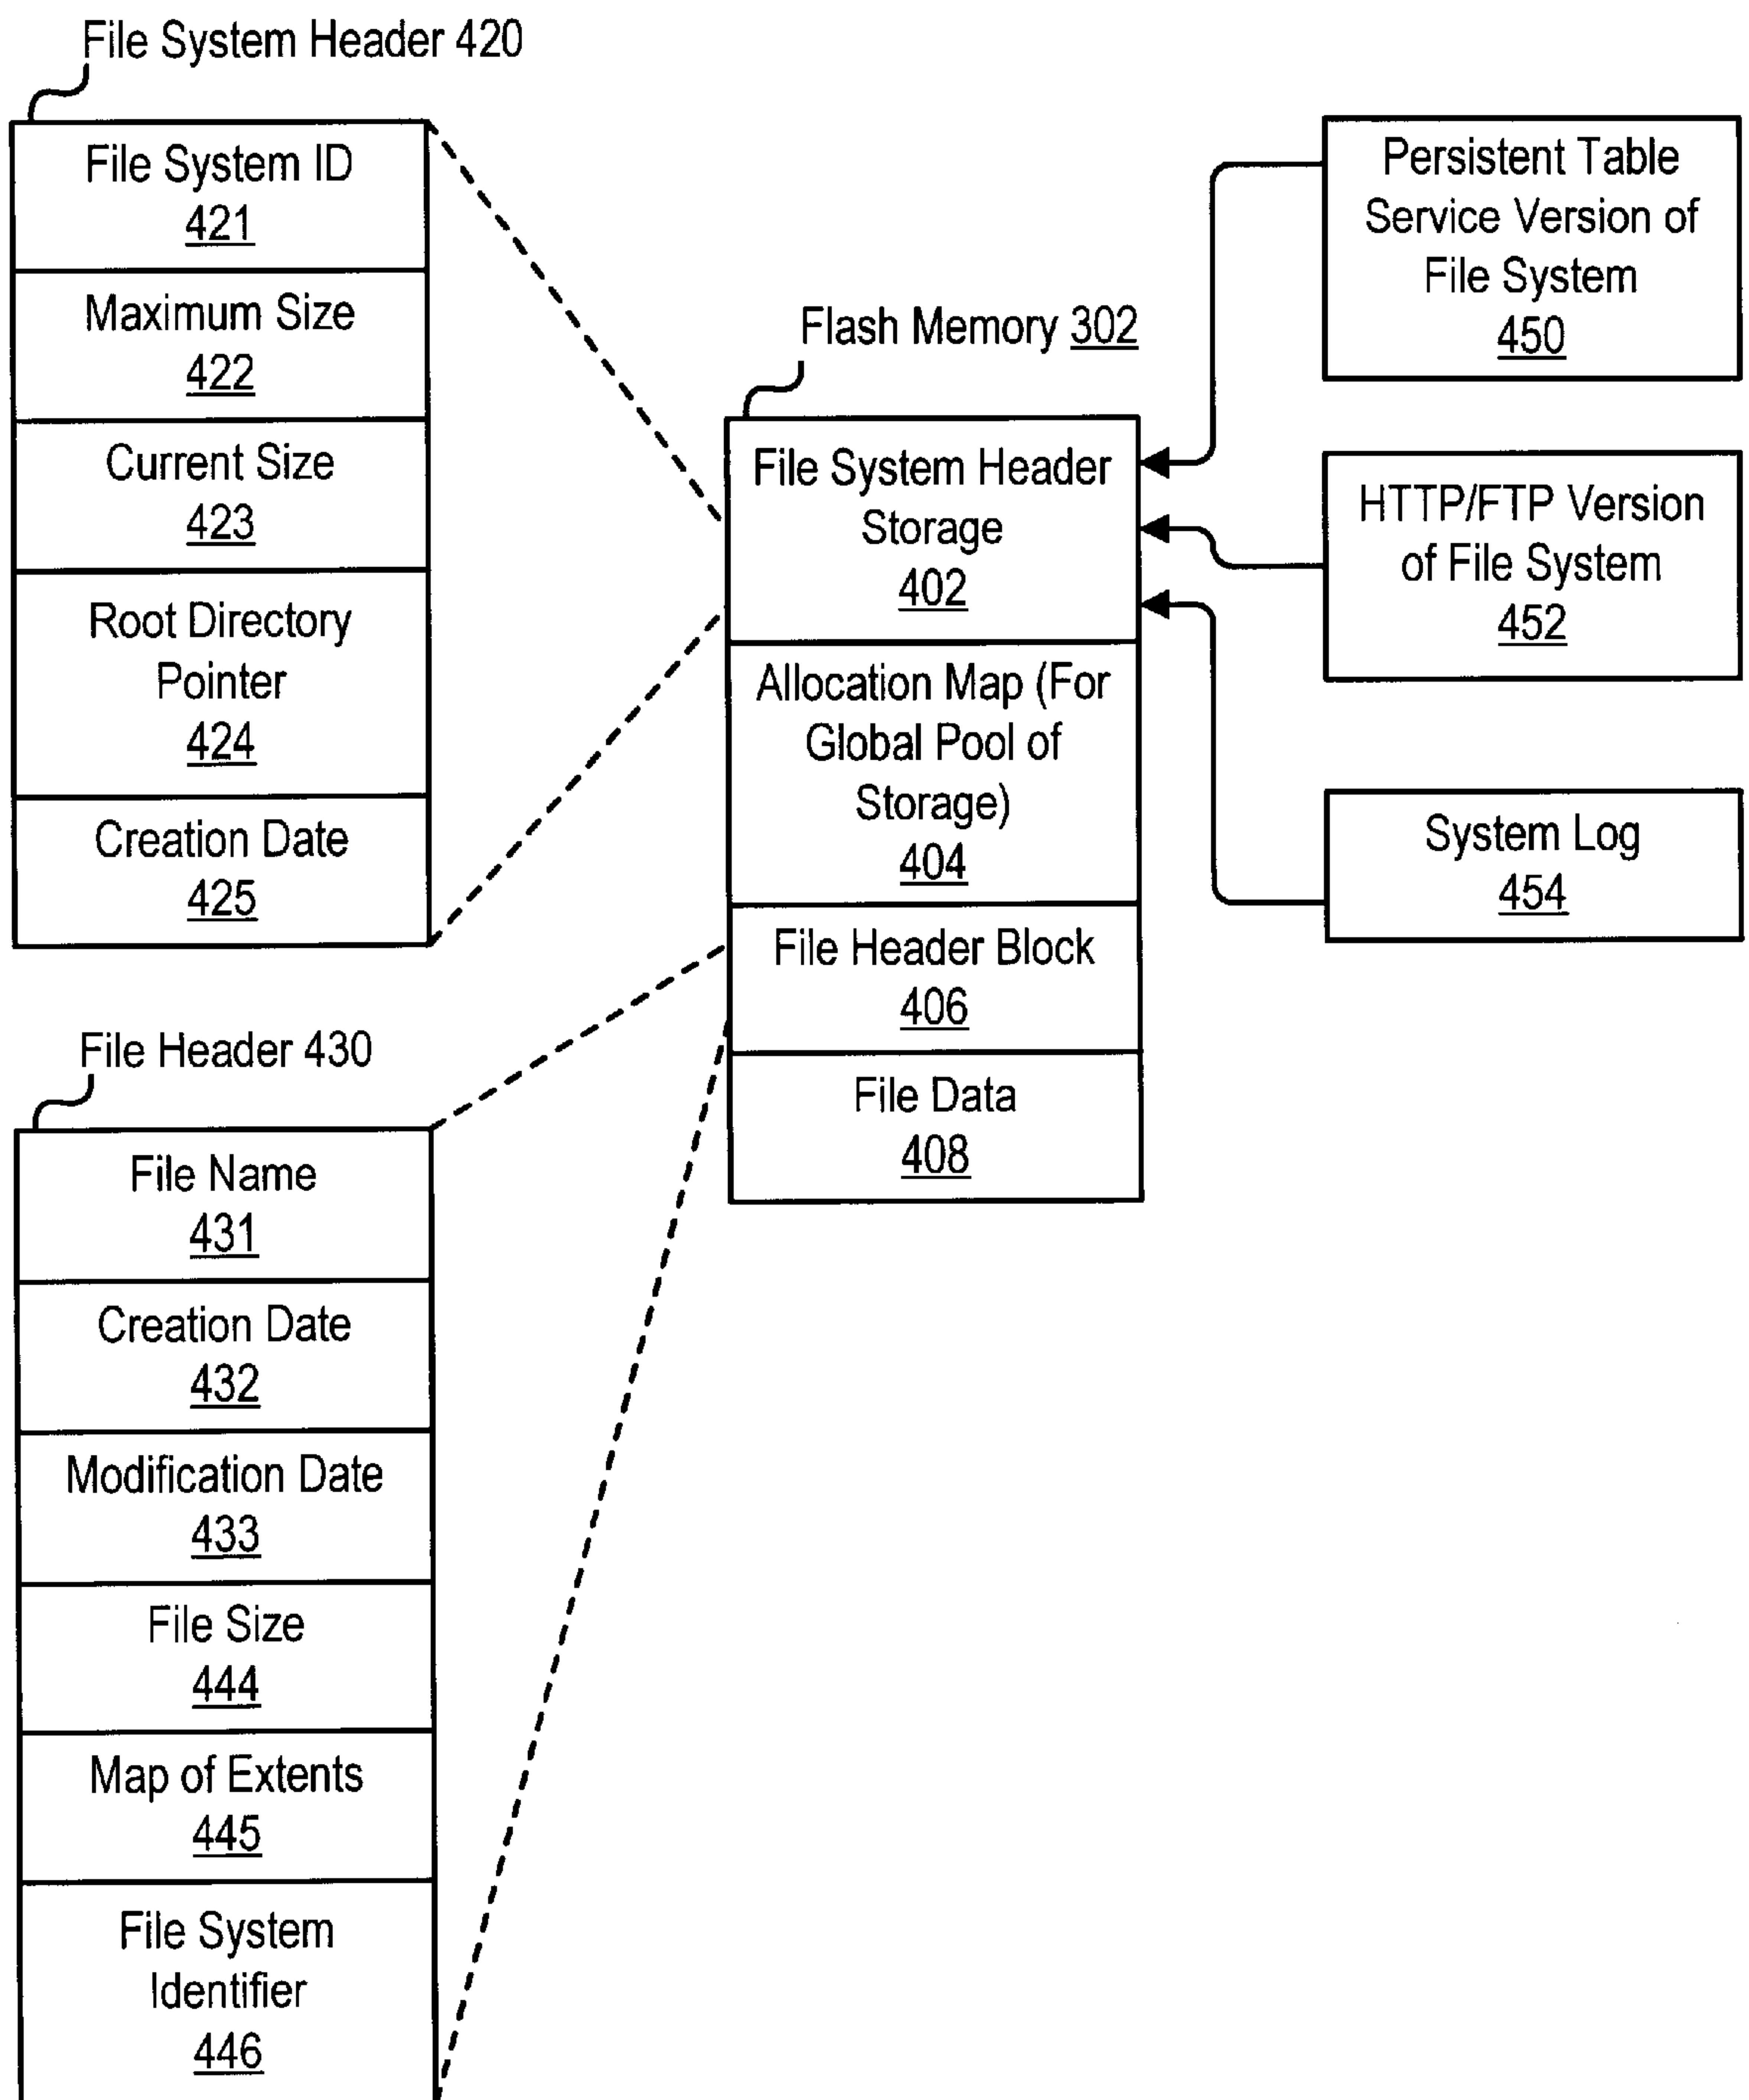 File System Header 420
File System ID
421
Maximum Size
422
Current Size
423
Root Directory
Pointer
424
Creation Date
425
File Header 430
File Name
431
Creation Date
432
Modification Date
433
File Size
444
Map of Extents
445
File System
Identifier
446
Flash Memory 302
File System Header
Storage
402
Allocation Map (For
Global Pool of
Storage)
404
File Header Block
406
File Data
408
Persistent Table
Service Version of
File System
450
HTTP/FTP Version
of File System
452
System Log
454